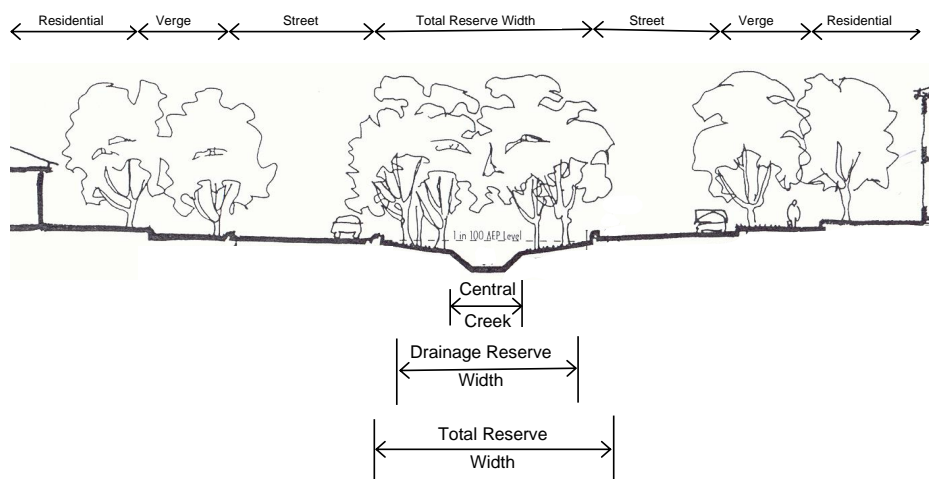 Residential Verge Street Total Reserve Width Street Verge Residential
1 in 100 AEP Level
Central
Creek
Drainage Reserve
Width
Total Reserve
Width